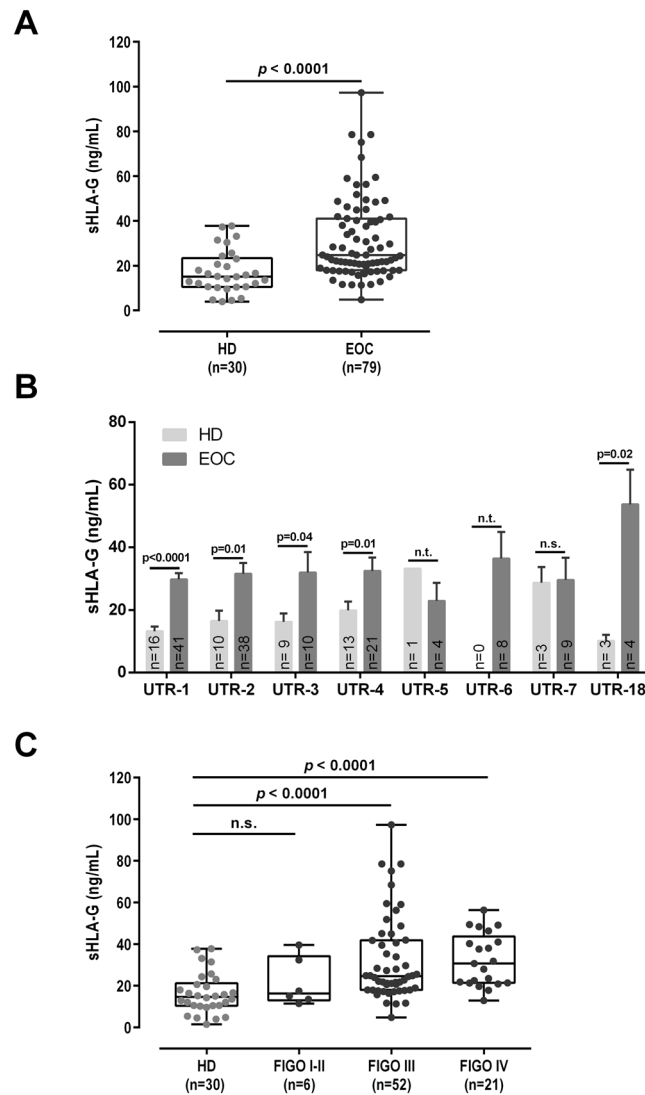 A
120
100
80
60
40
20
0
sHLA-G (ng/mL)
p < 0.0001
HD
(n=30)
EOC
(n=79)
B
80
60
40
20
0
sHLA-G (ng/mL)
HD
EOC
p<0.0001
p=0.01
p=0.04
p=0.01
n.t.
n.t.
n.s.
p=0.02
n=16
n=41
n=10
n=38
n= 9
n=10
n=13
n=21
n= 1
n= 4
n=0
n= 8
n= 3
n= 9
n= 3
n= 4
UTR-1 UTR-2 UTR-3 UTR-4 UTR-5 UTR-6 UTR-7 UTR-18
C
120
100
80
60
40
20
0
sHLA-G (ng/mL)
p < 0.0001
p < 0.0001
n.s.
HD
(n=30)
FIGO I-II
(n=6)
FIGO III
(n=52)
FIGO IV
(n=21)